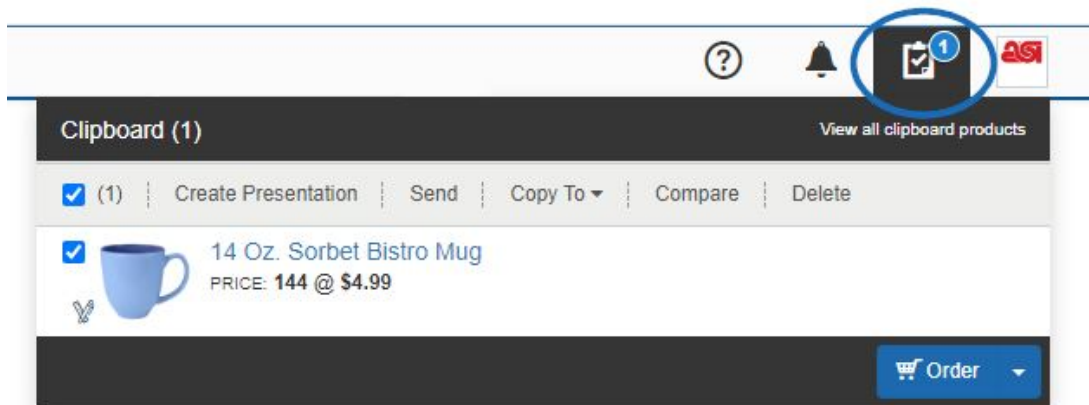 1
asi
Clipboard (1)
View all clipboard products
(1)
Create Presentation
Send
Copy To
Compare
Delete
14 Oz. Sorbet Bistro Mug
PRICE: 144 @ $4.99
Order